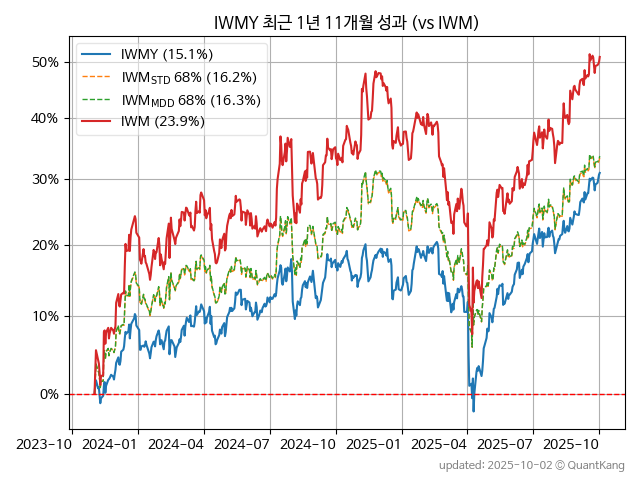 IWMY 최근 1년 11개월 성과 (vs IWM)
IWMY (15.1%)
IWM_STD 68% (16.2%)
IWM_MDD 68% (16.3%)
IWM (23.9%)
50%
40%
30%
20%
10%
0%
2023-10 2024-01 2024-04 2024-07 2024-10 2025-01 2025-04 2025-07 2025-10
updated: 2025-10-02 © QuantKang